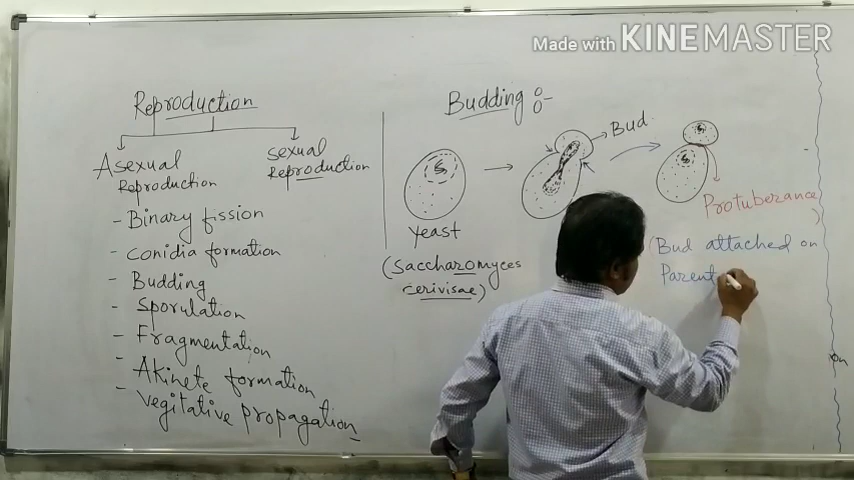 Made with KINEMASTER
Reproduction
Asexual
Reproduction
sexual
Reproduction
- Binary fission
- conidia formation
- Budding
- Sporulation
- Fragmentation
- Akinete formation
- Vegitative propagation
Budding :-
Yeast
(Saccharomyces
cerivisae)
Bud
Protuberance
(Bud attached on
Parent
on